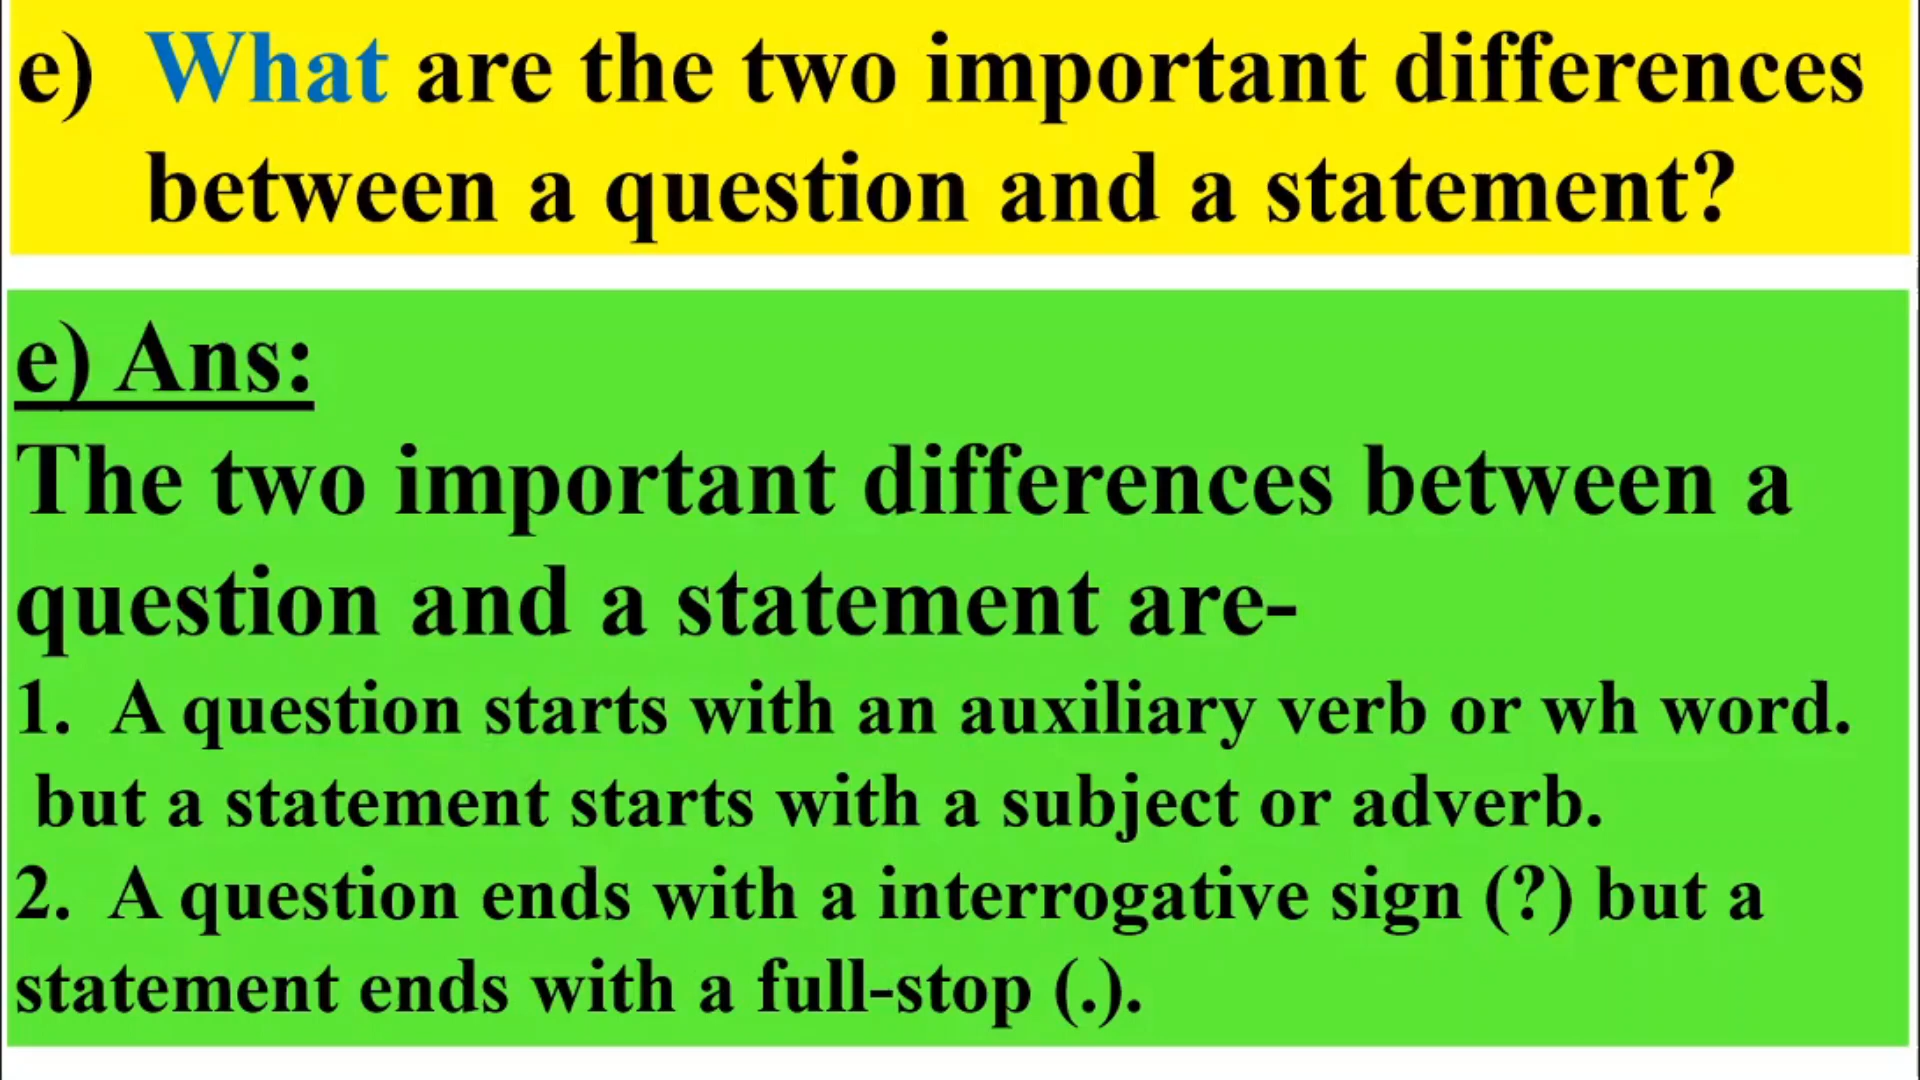 e) What are the two important differences
between a question and a statement?
e) Ans:
The two important differences between a
question and a statement are-
1. A question starts with an auxiliary verb or wh word.
but a statement starts with a subject or adverb.
2. A question ends with a interrogative sign (?) but a
statement ends with a full-stop (.).